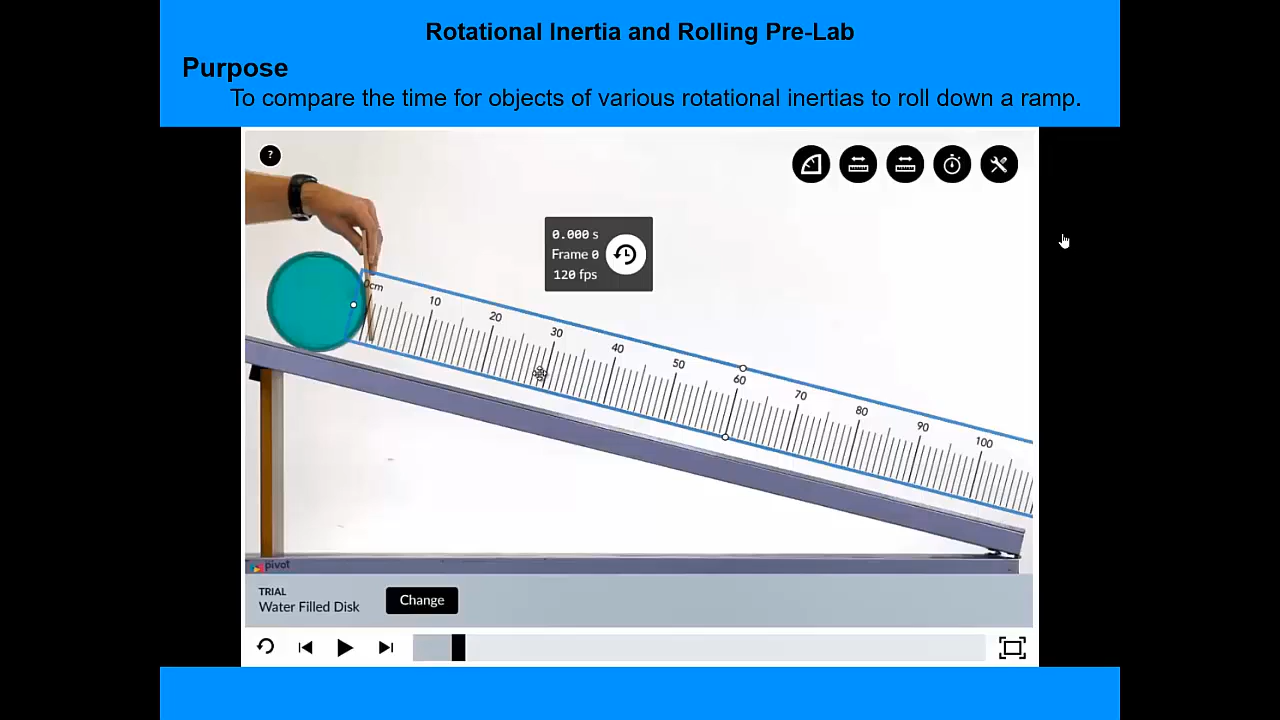 Rotational Inertia and Rolling Pre-Lab
Purpose
To compare the time for objects of various rotational inertias to roll down a ramp.
?
0.000 s
Frame 0
120 fps
0cm
10
20
30
40
50
60
70
80
90
100
pivot
TRIAL
Water Filled Disk
Change